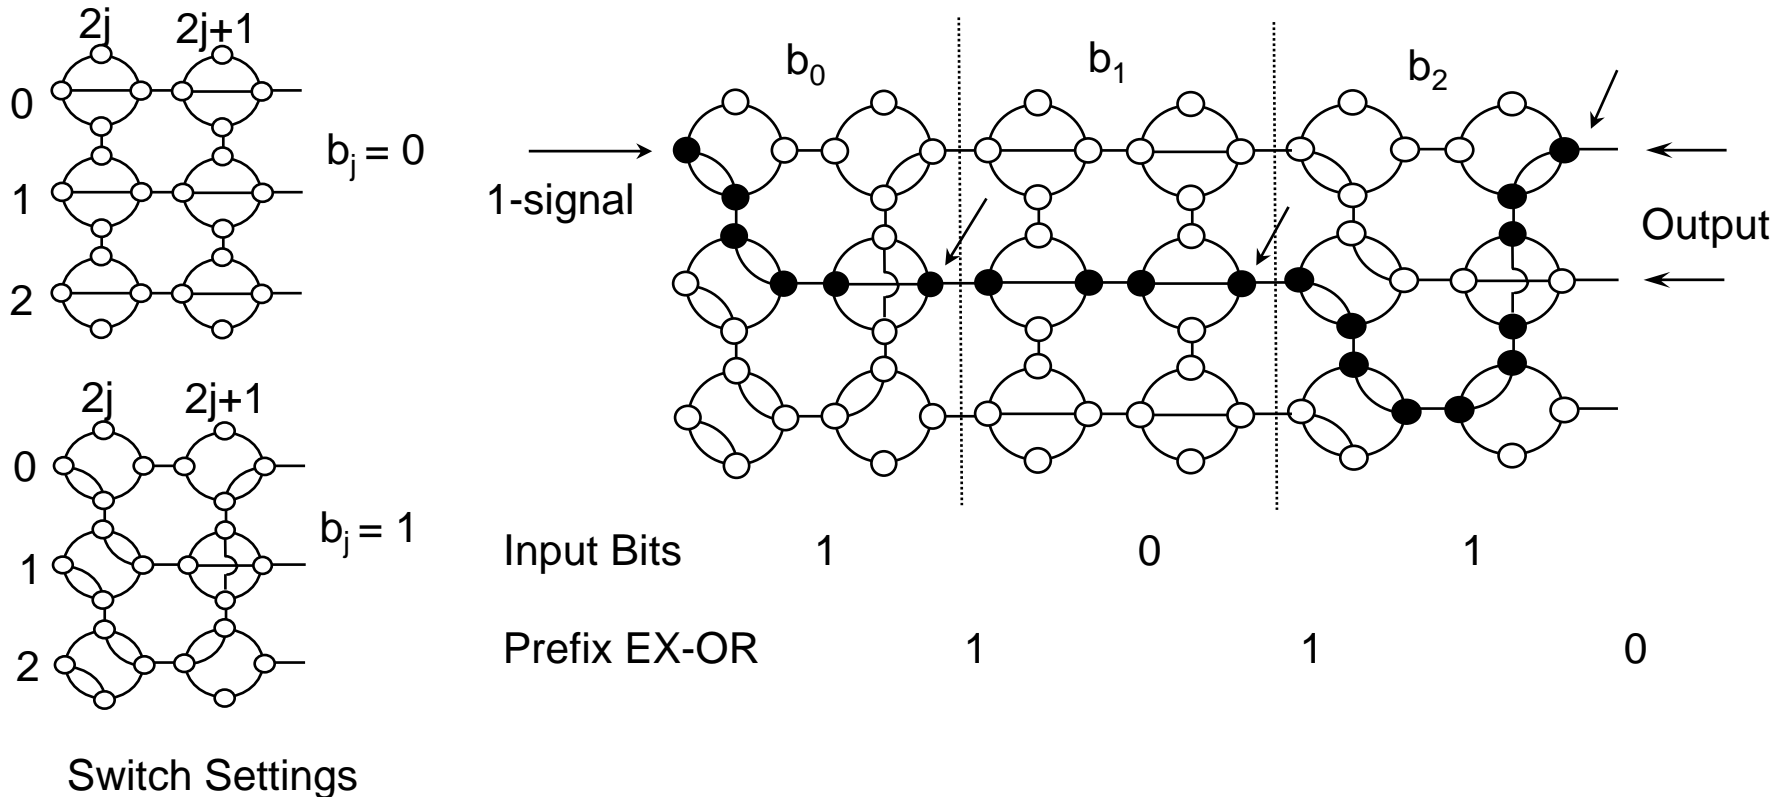 2j 2j+1
0
1
2
b_j = 0
2j 2j+1
0
1
2
b_j = 1
Switch Settings
b_0 b_1 b_2
1-signal
Output
Input Bits 1 0 1
Prefix EX-OR 1 1 0